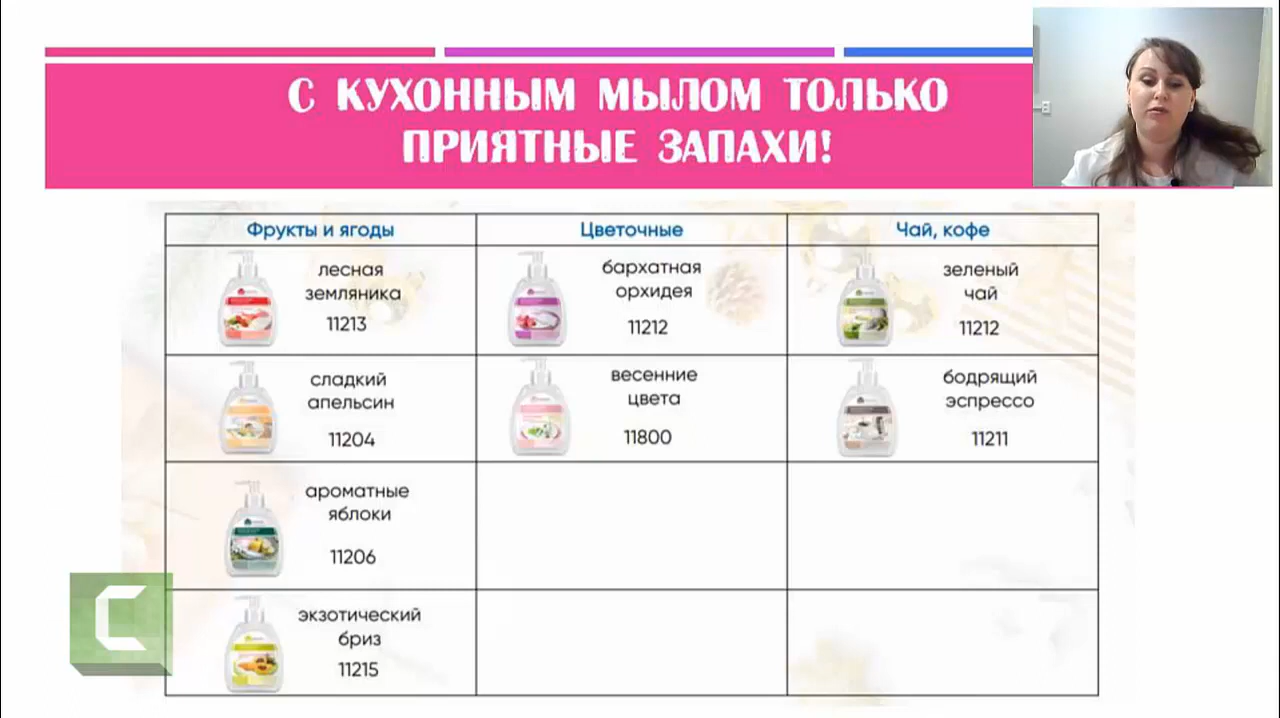 С КУХОННЫМ МЫЛОМ ТОЛЬКО
ПРИЯТНЫЕ ЗАПАХИ!
Фрукты и ягоды
Цветочные
Чай, кофе
лесная
земляника
11213
бархатная
орхидея
11212
зеленый
чай
11212
сладкий
апельсин
11204
весенние
цвета
11800
бодрящий
эспрессо
11211
ароматные
яблоки
11206
экзотический
бриз
11215